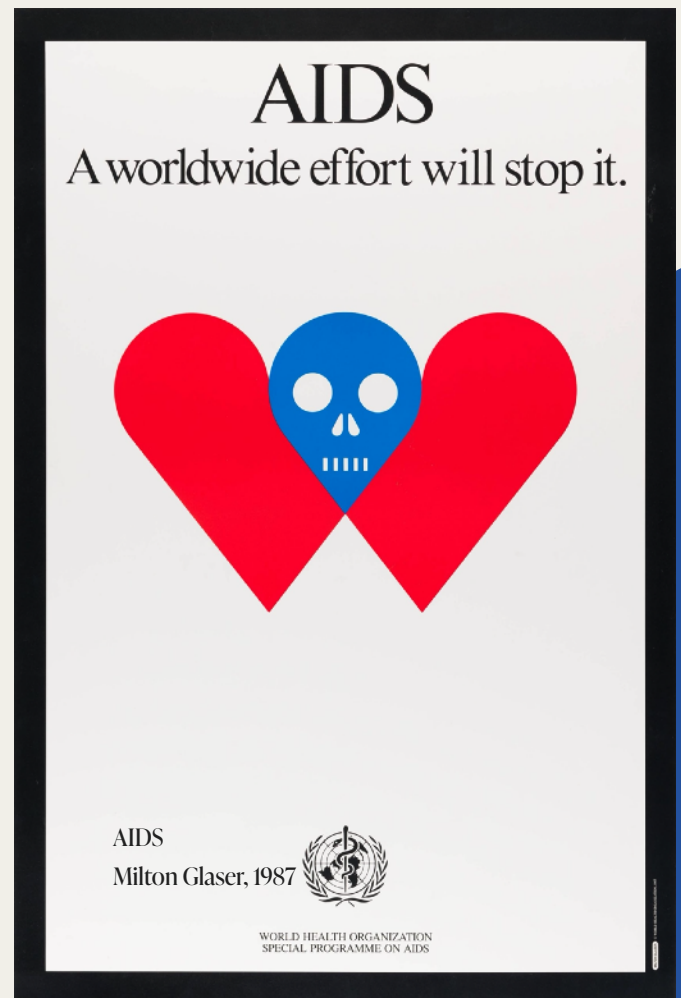 AIDS
A worldwide effort will stop it.
AIDS
Milton Glaser, 1987
WORLD HEALTH ORGANIZATION
SPECIAL PROGRAMME ON AIDS